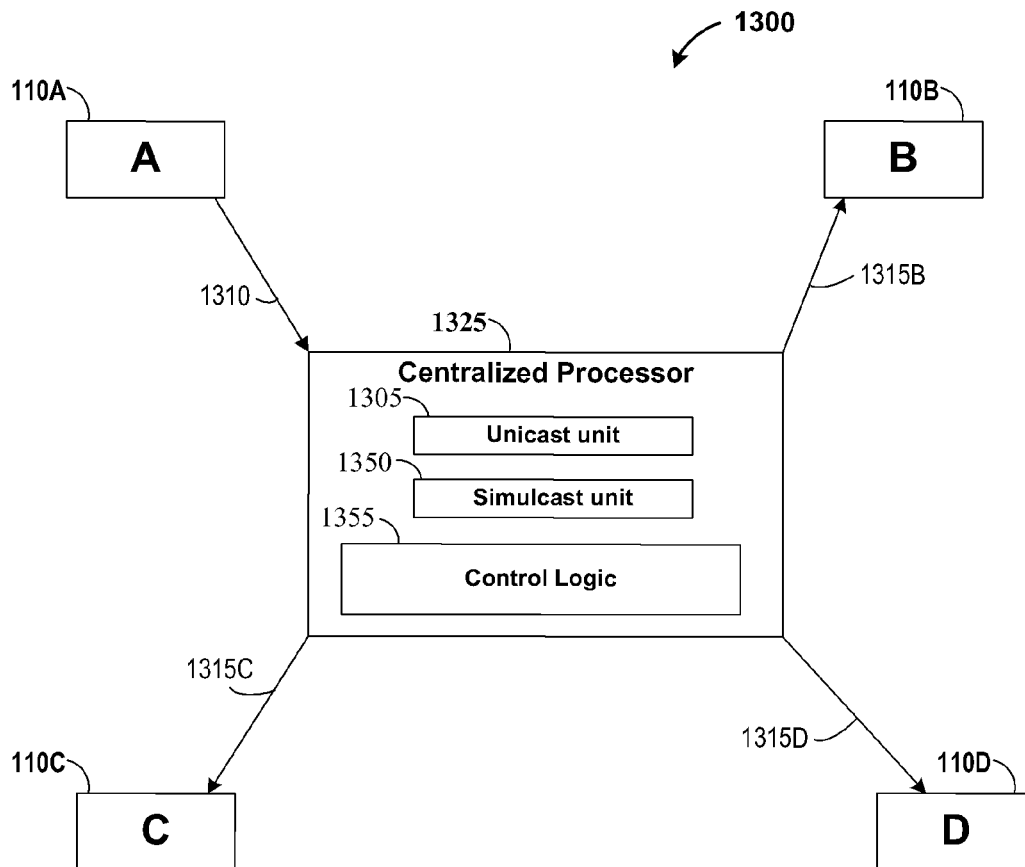 1300
110A
110B
A
B
1310
1315B
1325
Centralized Processor
1305
Unicast unit
1350
Simulcast unit
1355
Control Logic
1315C
1315D
110C
110D
C
D